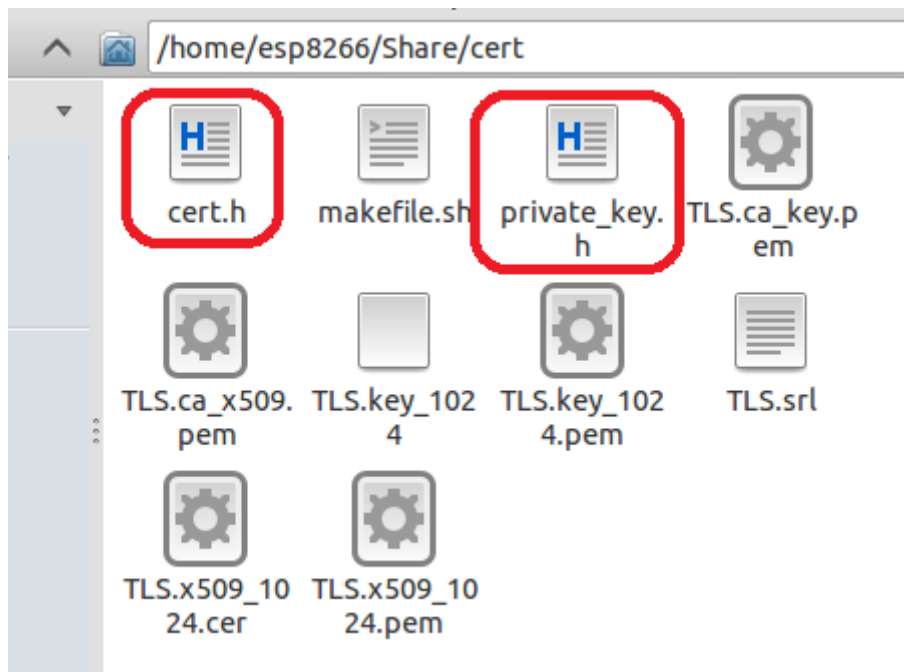 /home/esp8266/Share/cert
cert.h
makefile.sh
private_key.
h
TLS.ca_key.p
em
TLS.ca_x509.
pem
TLS.key_102
4
TLS.key_102
4.pem
TLS.srl
TLS.x509_10
24.cer
TLS.x509_10
24.pem